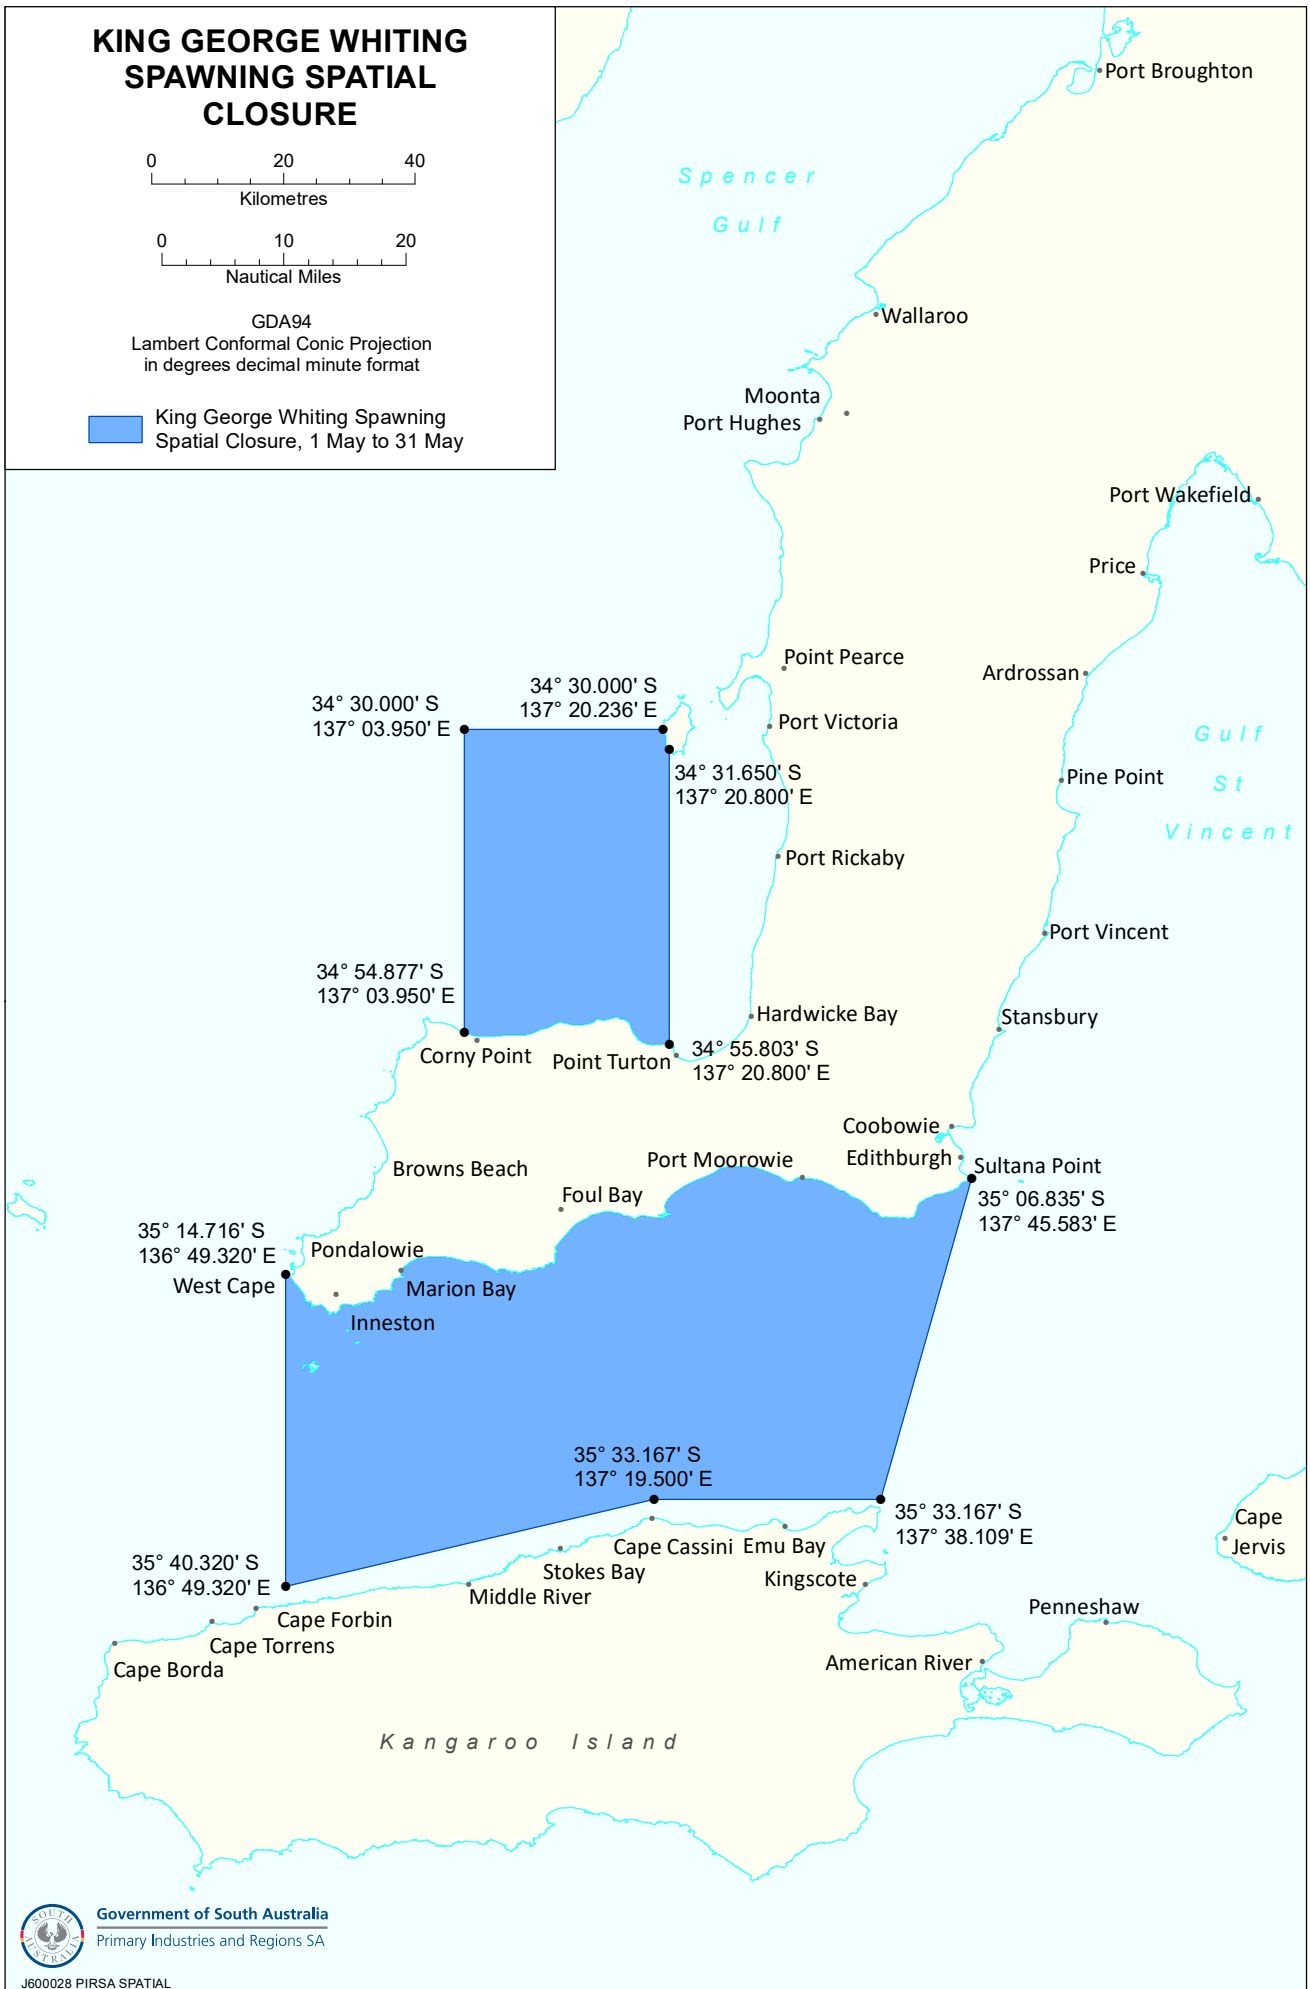 KING GEORGE WHITING
SPAWNING SPATIAL
CLOSURE
0 20 40
Kilometres
0 10 20
Nautical Miles
GDA94
Lambert Conformal Conic Projection
in degrees decimal minute format
King George Whiting Spawning
Spatial Closure, 1 May to 31 May
Port Broughton
Spencer
Gulf
Wallaroo
Moonta
Port Hughes
Port Wakefield
Price
Point Pearce
Ardrossan
34° 30.000' S
137° 03.950' E
34° 30.000' S
137° 20.236' E
Port Victoria
Gulf
St
Vincent
34° 31.650' S
137° 20.800' E
Pine Point
Port Rickaby
Port Vincent
34° 54.877' S
137° 03.950' E
Hardwicke Bay
Stansbury
Corny Point
Point Turton
34° 55.803' S
137° 20.800' E
Coobowie
Edithburgh
Sultana Point
35° 06.835' S
137° 45.583' E
Port Moorowie
Browns Beach
Foul Bay
35° 14.716' S
136° 49.320' E
West Cape
Pondalowie
Marion Bay
Inneston
35° 33.167' S
137° 19.500' E
35° 33.167' S
137° 38.109' E
Cape
Jervis
35° 40.320' S
136° 49.320' E
Cape Cassini
Emu Bay
Stokes Bay
Kingscote
Middle River
Cape Forbin
Cape Torrens
Cape Borda
Penneshaw
American River
Kangaroo Island
SOUTH
AUSTRALIA
Government of South Australia
Primary Industries and Regions SA
J600028 PIRSA SPATIAL